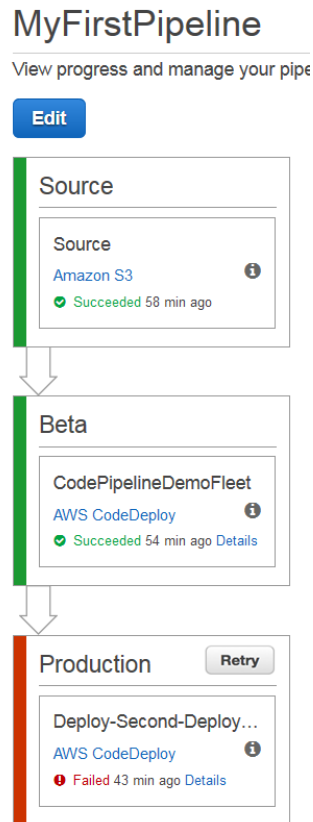 MyFirstPipeline
View progress and manage your pipe
Edit
Source
Source
Amazon S3
Succeeded 58 min ago
Beta
CodePipelineDemoFleet
AWS CodeDeploy
Succeeded 54 min ago Details
Production
Retry
Deploy-Second-Deploy...
AWS CodeDeploy
Failed 43 min ago Details